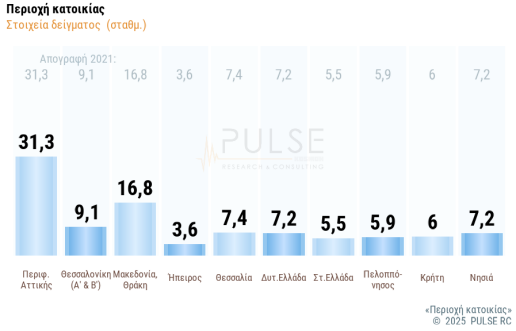 Περιοχή κατοικίας
Στοιχεία δείγματος (σταθμ.)
Απογραφή 2021:
31,3 9,1 16,8 3,6 7,4 7,2 5,5 5,9 6 7,2
PULSE
RESEARCH & CONSULTING
31,3 9,1 16,8 3,6 7,4 7,2 5,5 5,9 6 7,2
Περιφ. Θεσσαλονίκη Μακεδονία, Ήπειρος Θεσσαλία Δυτ.Ελλάδα Στ.Ελλάδα Πελοπό- Κρήτη Νησιά
Αττικής (Α' & Β') Θράκη νησος
«Περιοχή κατοικίας»
© 2025 PULSE RC